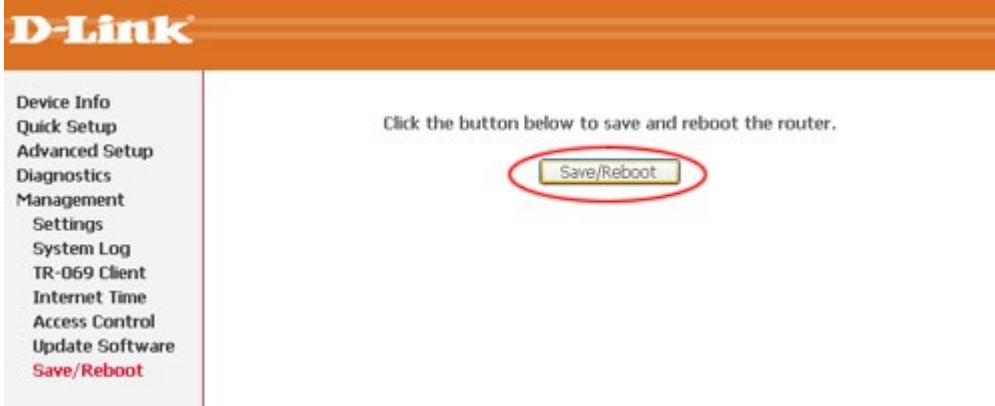 D-Link
Device Info
Quick Setup
Advanced Setup
Diagnostics
Management
Settings
System Log
TR-069 Client
Internet Time
Access Control
Update Software
Save/Reboot
Click the button below to save and reboot the router.
Save/Reboot